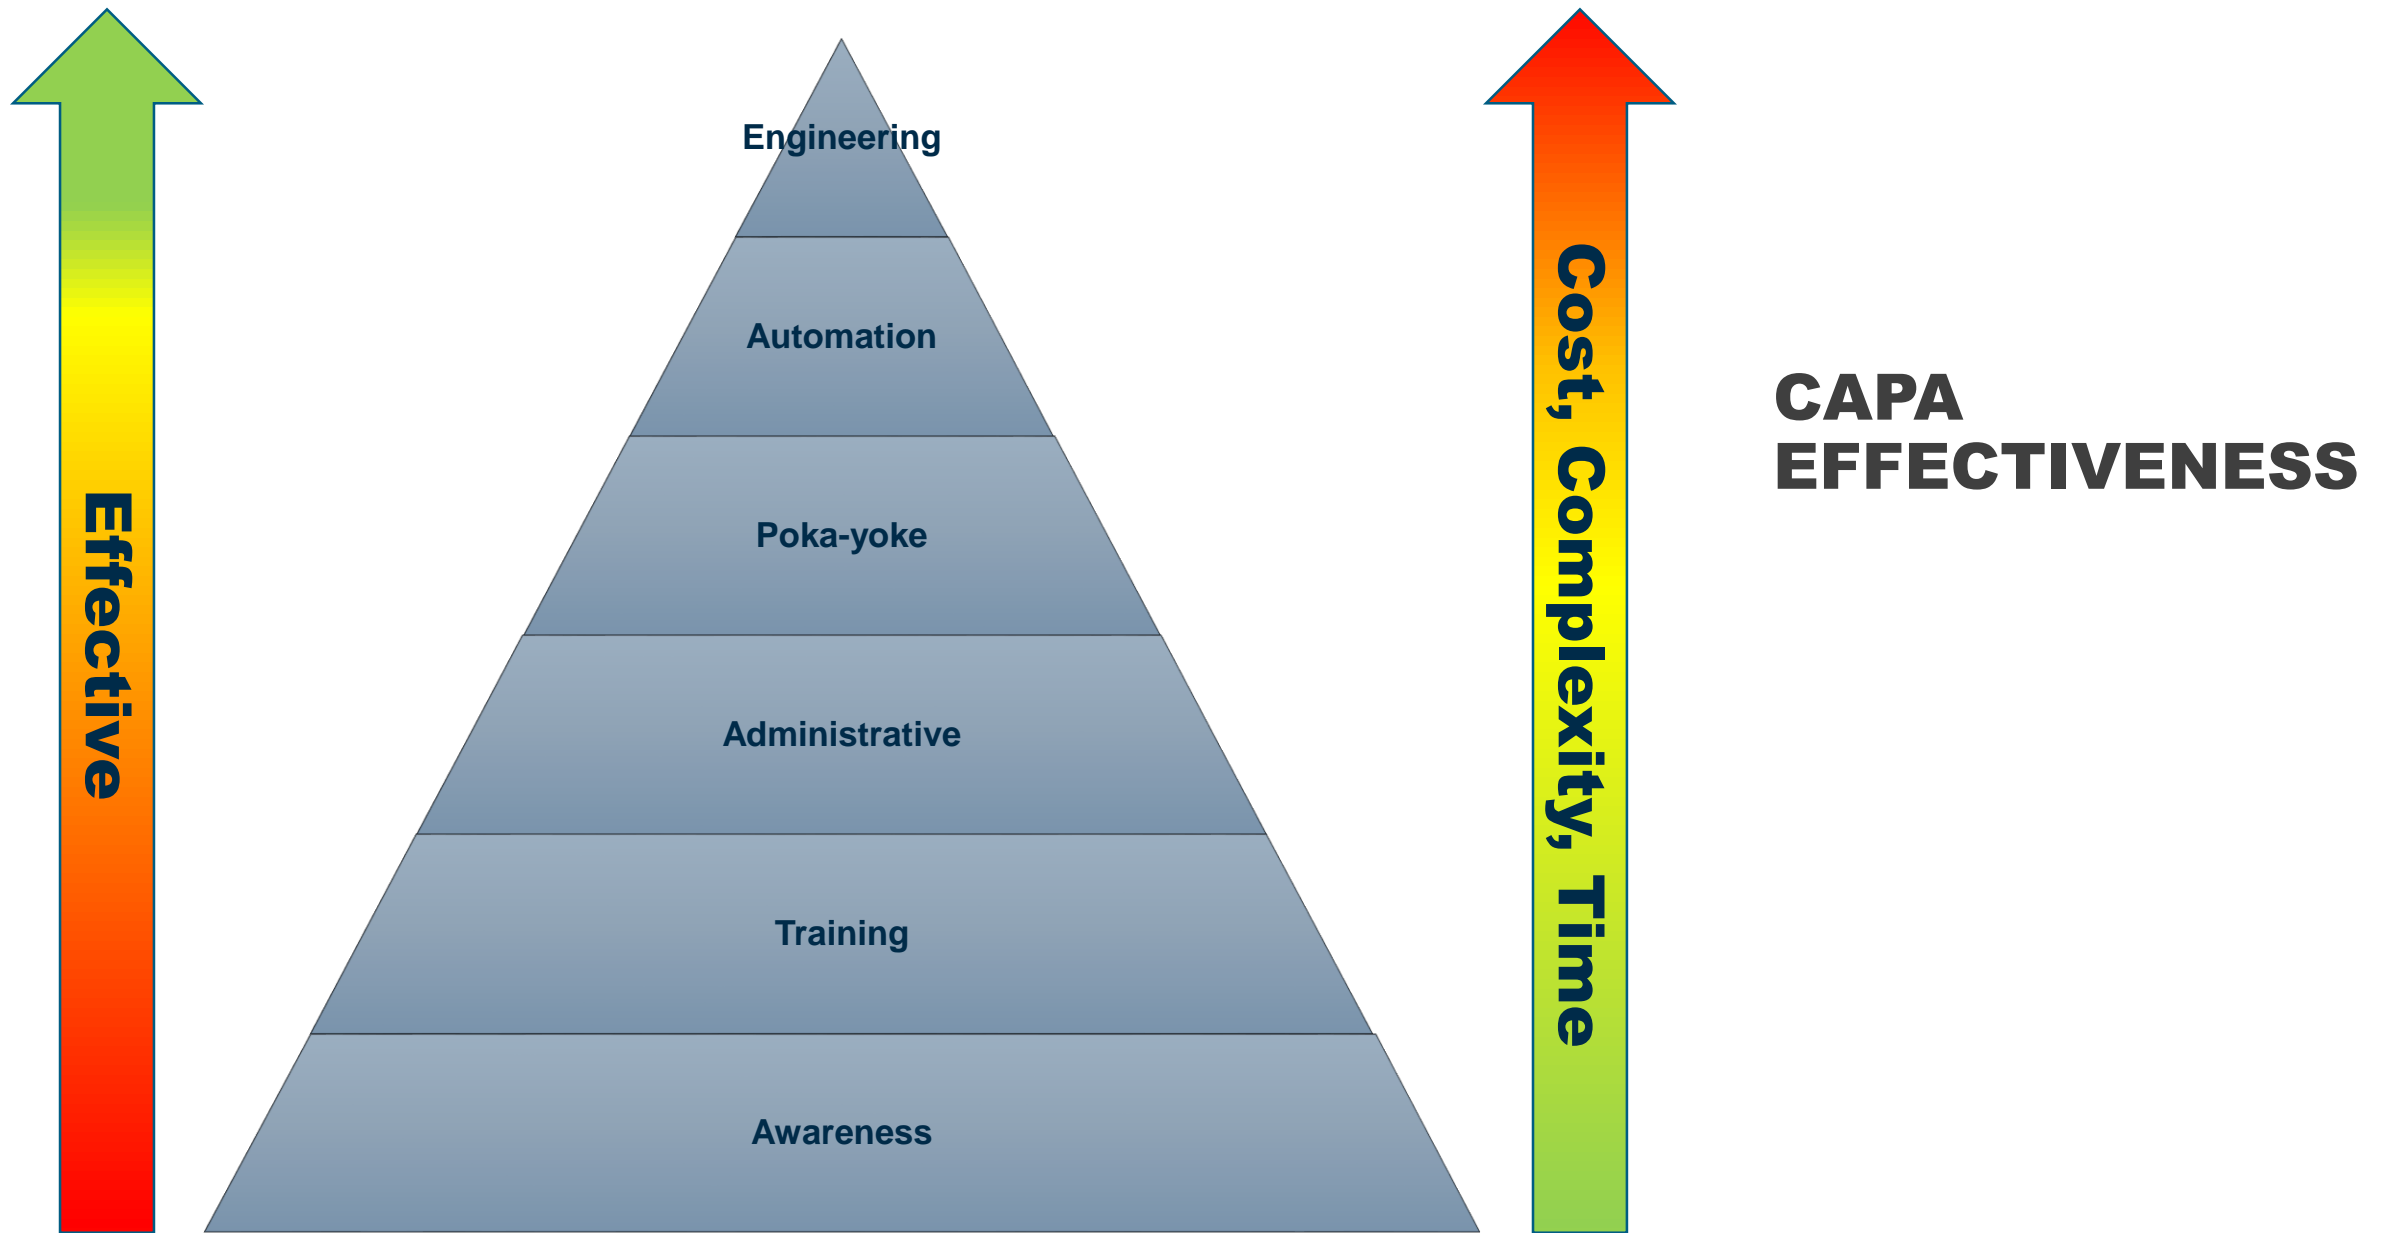 Effective
Engineering
Automation
Poka-yoke
Administrative
Training
Awareness
Cost, Complexity, Time
CAPA
EFFECTIVENESS